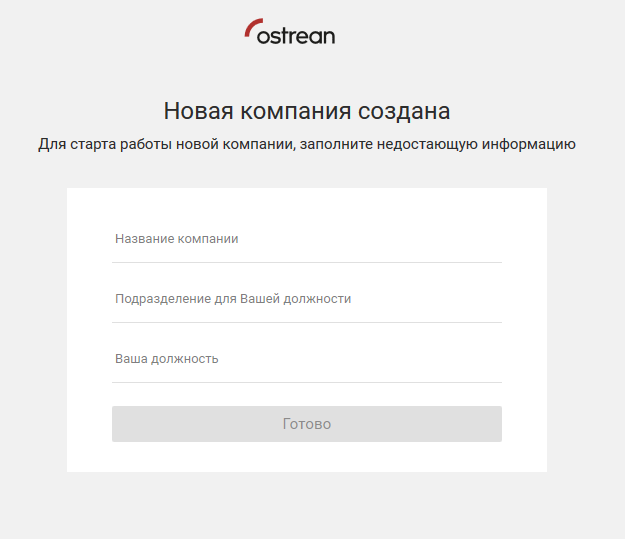 ostrean
Новая компания создана
Для старта работы новой компании, заполните недостающую информацию
Название компании
Подразделение для Вашей должности
Ваша должность
Готово